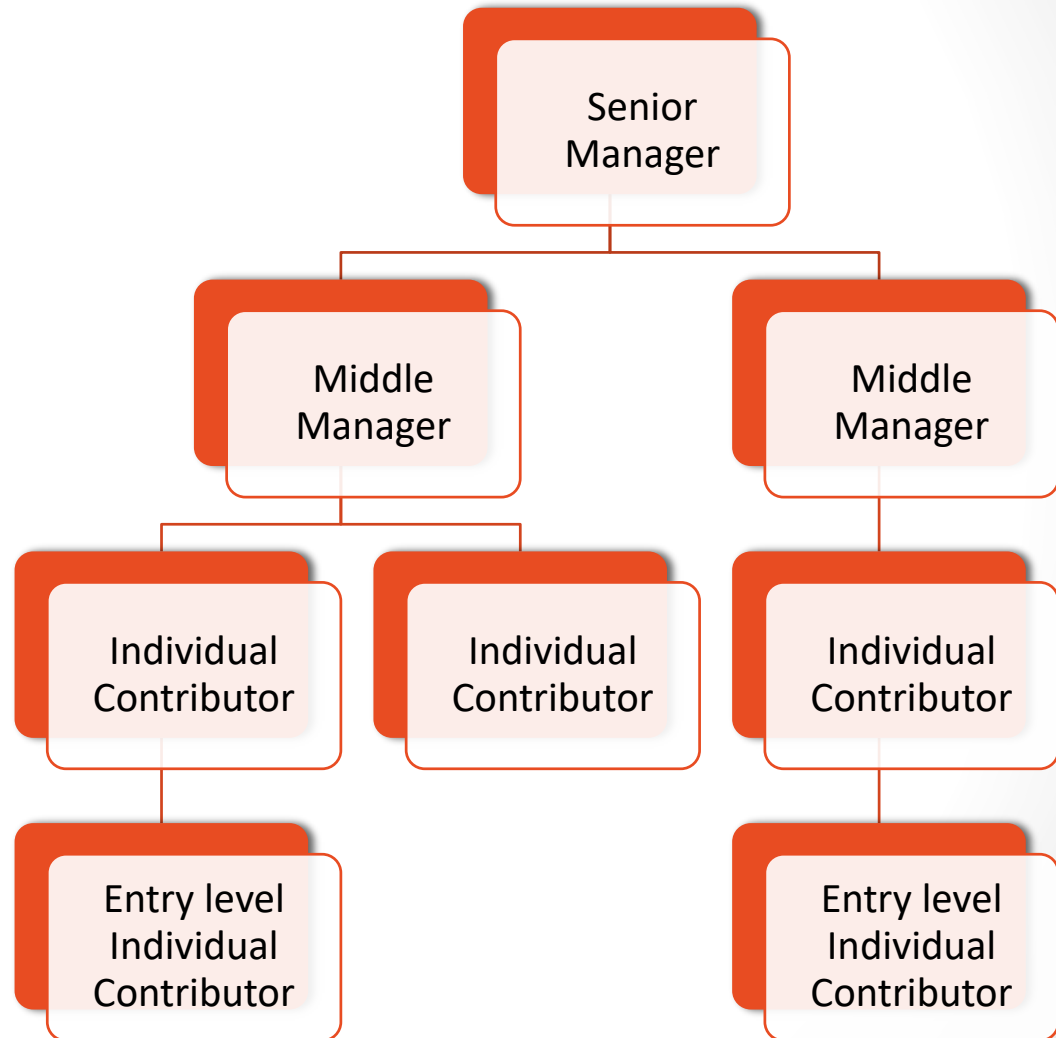 Senior
Manager
Middle
Manager
Middle
Manager
Individual
Contributor
Individual
Contributor
Individual
Contributor
Entry level
Individual
Contributor
Entry level
Individual
Contributor